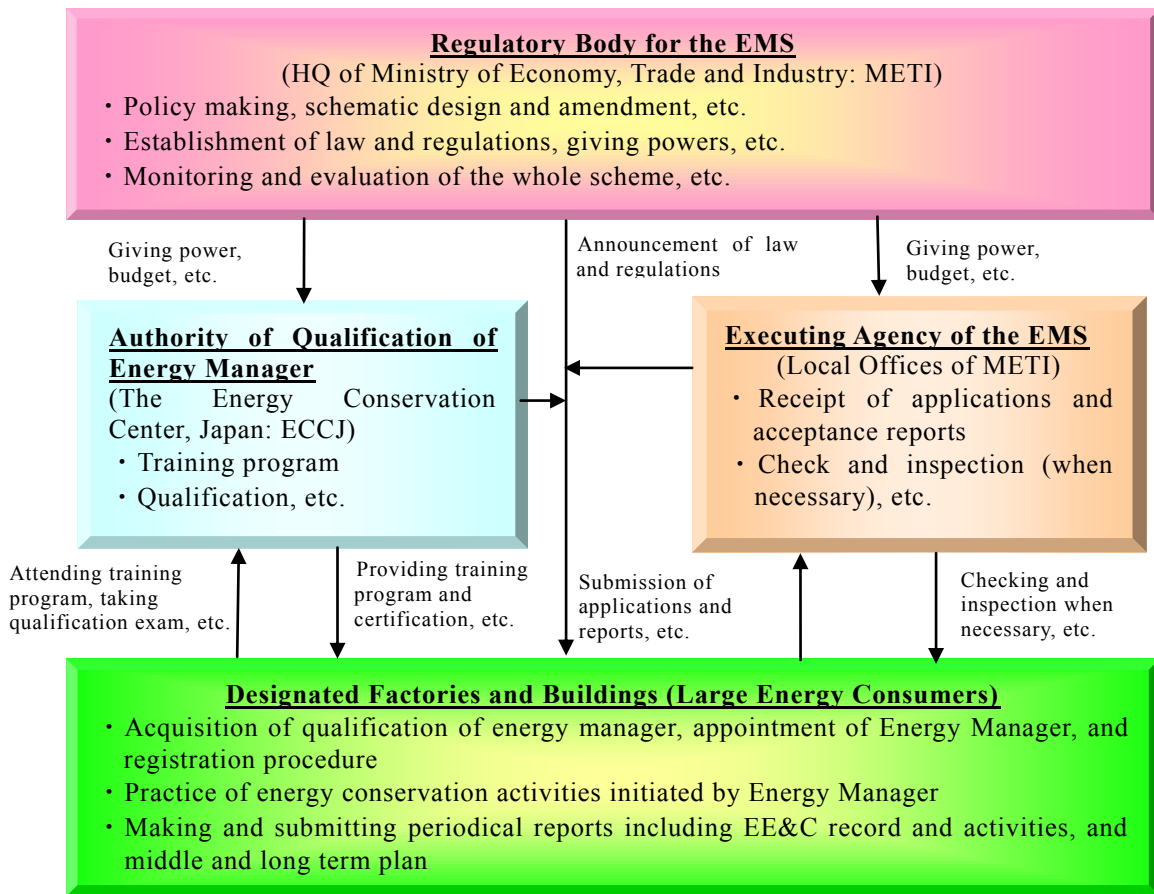 Regulatory Body for the EMS
(HQ of Ministry of Economy, Trade and Industry: METI)
・Policy making, schematic design and amendment, etc.
・Establishment of law and regulations, giving powers, etc.
・Monitoring and evaluation of the whole scheme, etc.
Giving power,
budget, etc.
Announcement of law
and regulations
Giving power,
budget, etc.
Authority of Qualification of
Energy Manager
(The Energy Conservation
Center, Japan: ECCJ)
・Training program
・Qualification, etc.
Executing Agency of the EMS
(Local Offices of METI)
・Receipt of applications and
acceptance reports
・Check and inspection (when
necessary), etc.
Attending training
program, taking
qualification exam, etc.
Providing training
program and
certification, etc.
Submission of
applications and
reports, etc.
Checking and
inspection when
necessary, etc.
Designated Factories and Buildings (Large Energy Consumers)
・Acquisition of qualification of energy manager, appointment of Energy Manager, and
registration procedure
・Practice of energy conservation activities initiated by Energy Manager
・Making and submitting periodical reports including EE&C record and activities, and
middle and long term plan